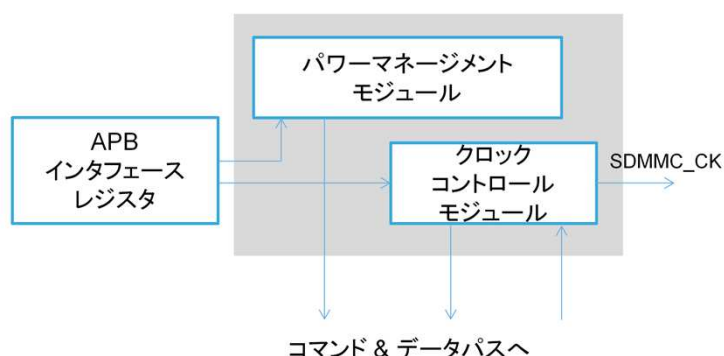 パワーマネージメント
モジュール
APB
インタフェース
レジスタ
クロック
コントロール
モジュール
SDMMC_CK
コマンド & データパスへ